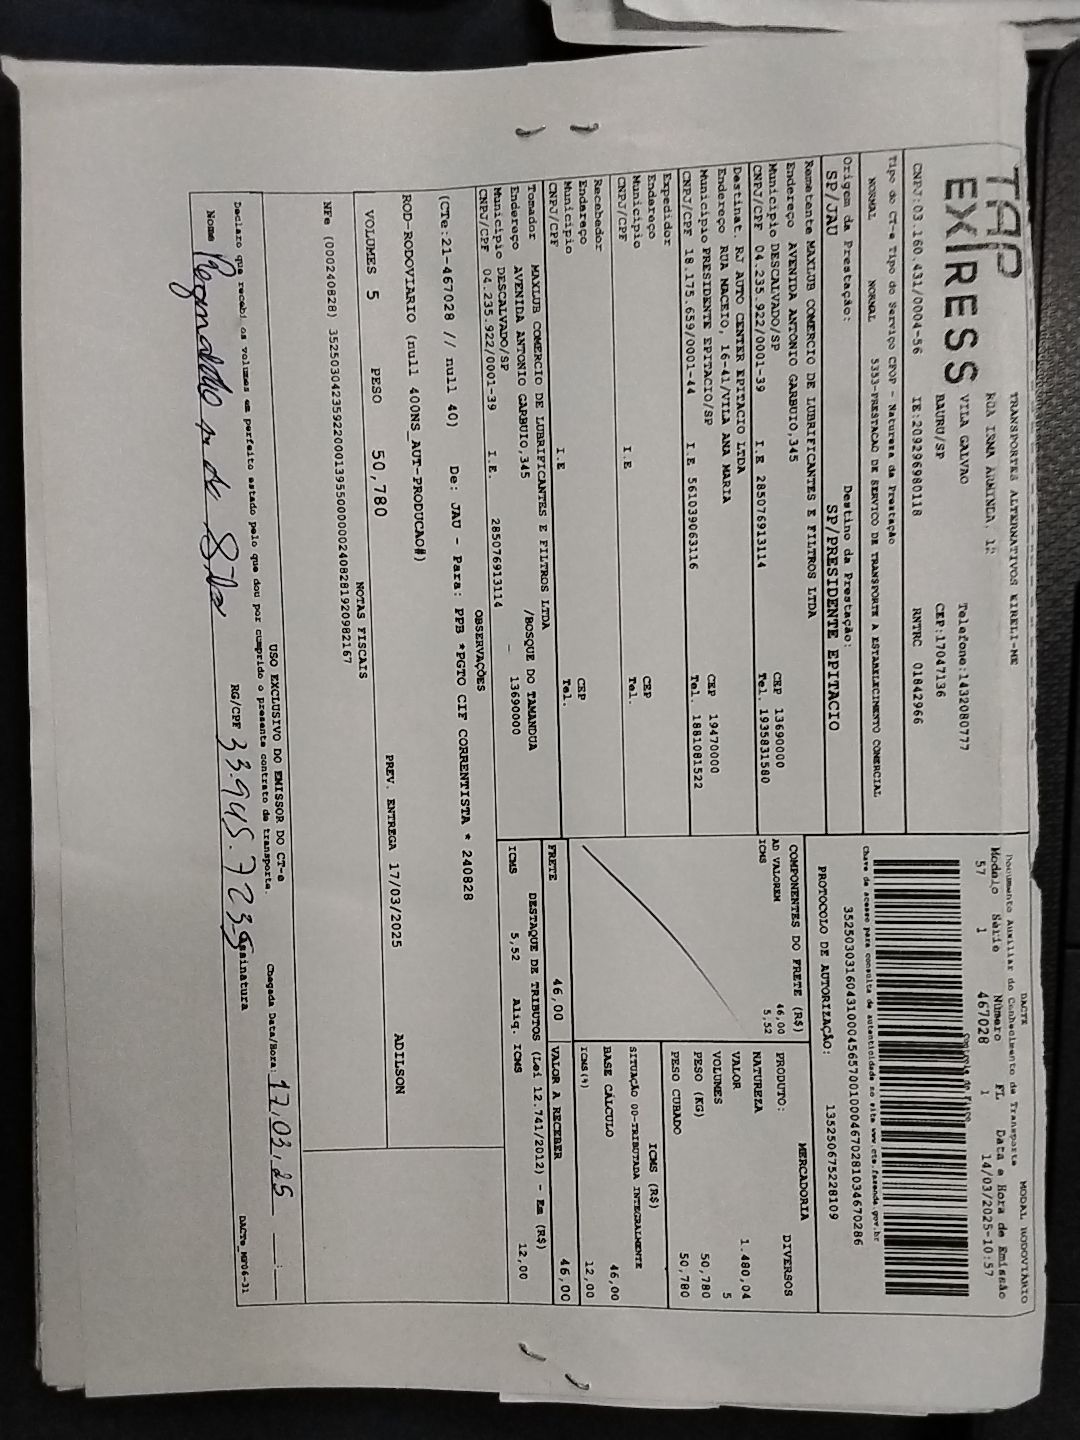 TAP
EXPRESS
TRANSPORTES ALTERNATIVOS EIRELI-ME
RUA IRMA ARMINDA, 12
VILA GALVAO Telefone:1432080777
BAURU/SP CEP:17047136
CNPJ:03.160.431/0004-56 IE:209296980118 RNTRC 01842966
DACTE MODAL RODOVIÁRIO
Documento Auxiliar do Conhecimento de Transporte
Modelo Série Número FL Data e Hora de Emissão
57 1 467028 1 14/03/2025-10:57
Controle do Fisco
Chave de acesso para consulta de autenticidade no site www.cte.fazenda.gov.br
35250303160431000456570010004670281034670286
PROTOCOLO DE AUTORIZAÇÃO: 135250675228109
Tipo do CT-e Tipo do Serviço CFOP - Natureza da Prestação
NORMAL NORMAL 5353-PRESTACAO DE SERVICO DE TRANSPORTE A ESTABELECIMENTO COMERCIAL
Origem da Prestação: Destino da Prestação:
SP/JAU SP/PRESIDENTE EPITACIO
Remetente MAXLUB COMERCIO DE LUBRIFICANTES E FILTROS LTDA
Endereço AVENIDA ANTONIO GARBUIO,345
Município DESCALVADO/SP CEP 13690000
CNPJ/CPF 04.235.922/0001-39 I.E 285076913114 Tel. 1935831580
Destinat. RJ AUTO CENTER EPITACIO LTDA
Endereço RUA MACEIO, 16-41/VILA ANA MARIA
Município PRESIDENTE EPITACIO/SP CEP 19470000
CNPJ/CPF 18.175.659/0001-44 I.E 561039063116 Tel. 1881081522
Expedidor
Endereço
Município CEP
CNPJ/CPF I.E Tel.
Recebedor
Endereço
Município CEP
CNPJ/CPF I.E Tel.
Tomador MAXLUB COMERCIO DE LUBRIFICANTES E FILTROS LTDA
Endereço AVENIDA ANTONIO GARBUIO,345 /BOSQUE DO TAMANDUA
Município DESCALVADO/SP 13690000
CNPJ/CPF 04.235.922/0001-39 I.E. 285076913114
COMPONENTES DO FRETE (R$)
AD VALOREM 46,00
ICMS 5,52
MERCADORIA
PRODUTO: DIVERSOS
NATUREZA
VALOR 1.480,04
VOLUMES 5
PESO (KG) 50,780
PESO CUBADO 50,780
ICMS (R$)
SITUAÇÃO 00-TRIBUTADA INTEGRALMENTE
BASE CÁLCULO 46,00
ICMS(%) 12,00
FRETE 46,00 VALOR A RECEBER 46,00
DESTAQUE DE TRIBUTOS (Lei 12.741/2012) - Em (R$)
ICMS 5,52 Aliq. ICMS 12,00
OBSERVAÇÕES
(CTe:21-467028 // null 40) De: JAU - Para: PPB *PGTO CIF CORRENTISTA * 240828
ROD-RODOVIARIO (null 400NS_AUT-PRODUCAO#)
VOLUMES 5 PESO 50,780 PREV. ENTREGA 17/03/2025 ADILSON
NOTAS FISCAIS
NFe (000240828) 35250304235922000139550000002408281920982167
USO EXCLUSIVO DO EMISSOR DO CT-e
Declaro que recebi os volumes em perfeito estado pelo que dou por cumprido o presente contrato de transporte. Chegada Data/Hora: 17.03.25 __:__
Nome RG/CPF 33.945.723-5 Assinatura
DACTe_MP06-31